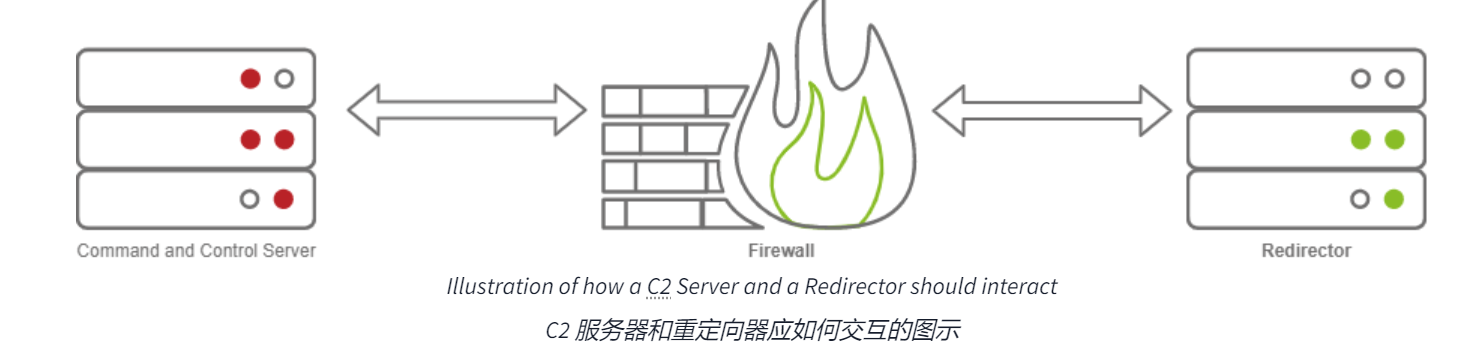 Command and Control Server
Firewall
Redirector
Illustration of how a C2 Server and a Redirector should interact
C2 服务器和重定向器应如何交互的图示